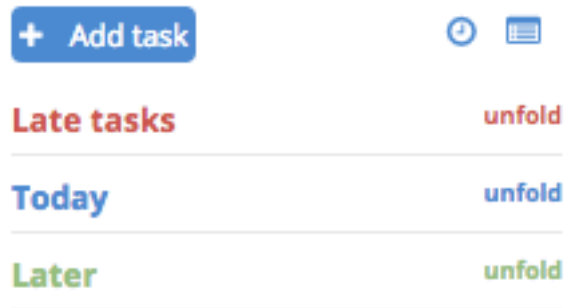 + Add task
Late tasks unfold
Today unfold
Later unfold